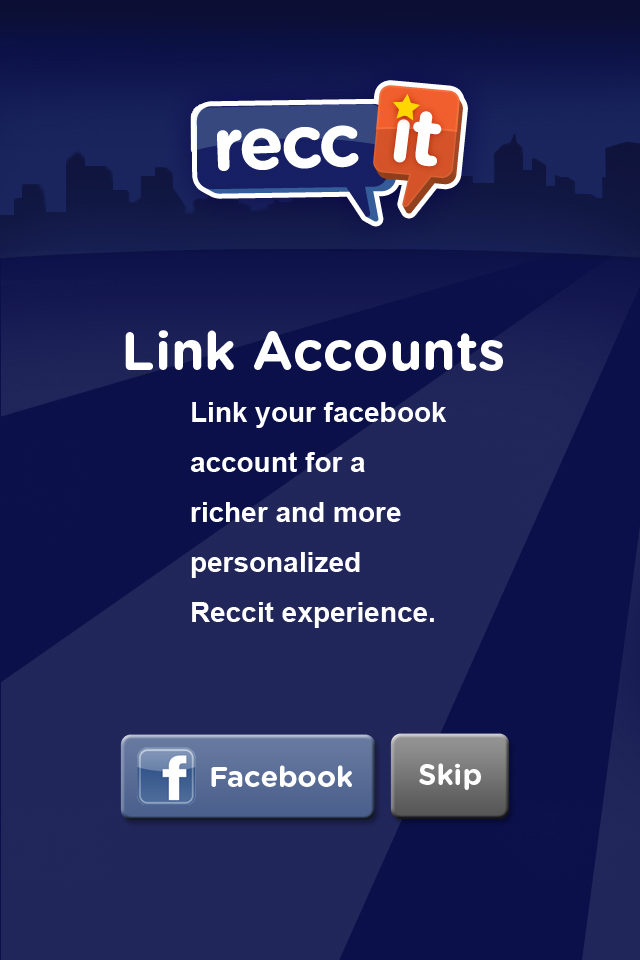 recc it
Link Accounts
Link your facebook
account for a
richer and more
personalized
Reccit experience.
f Facebook
Skip